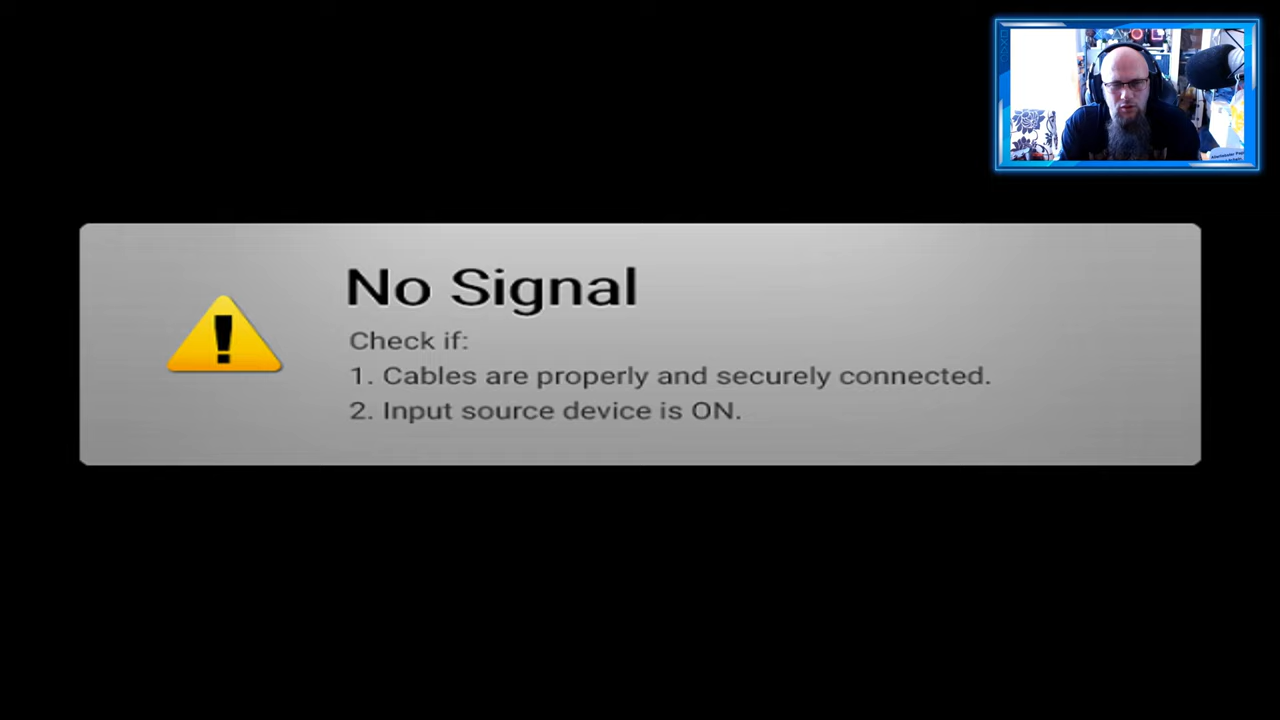 No Signal
Check if:
1. Cables are properly and securely connected.
2. Input source device is ON.